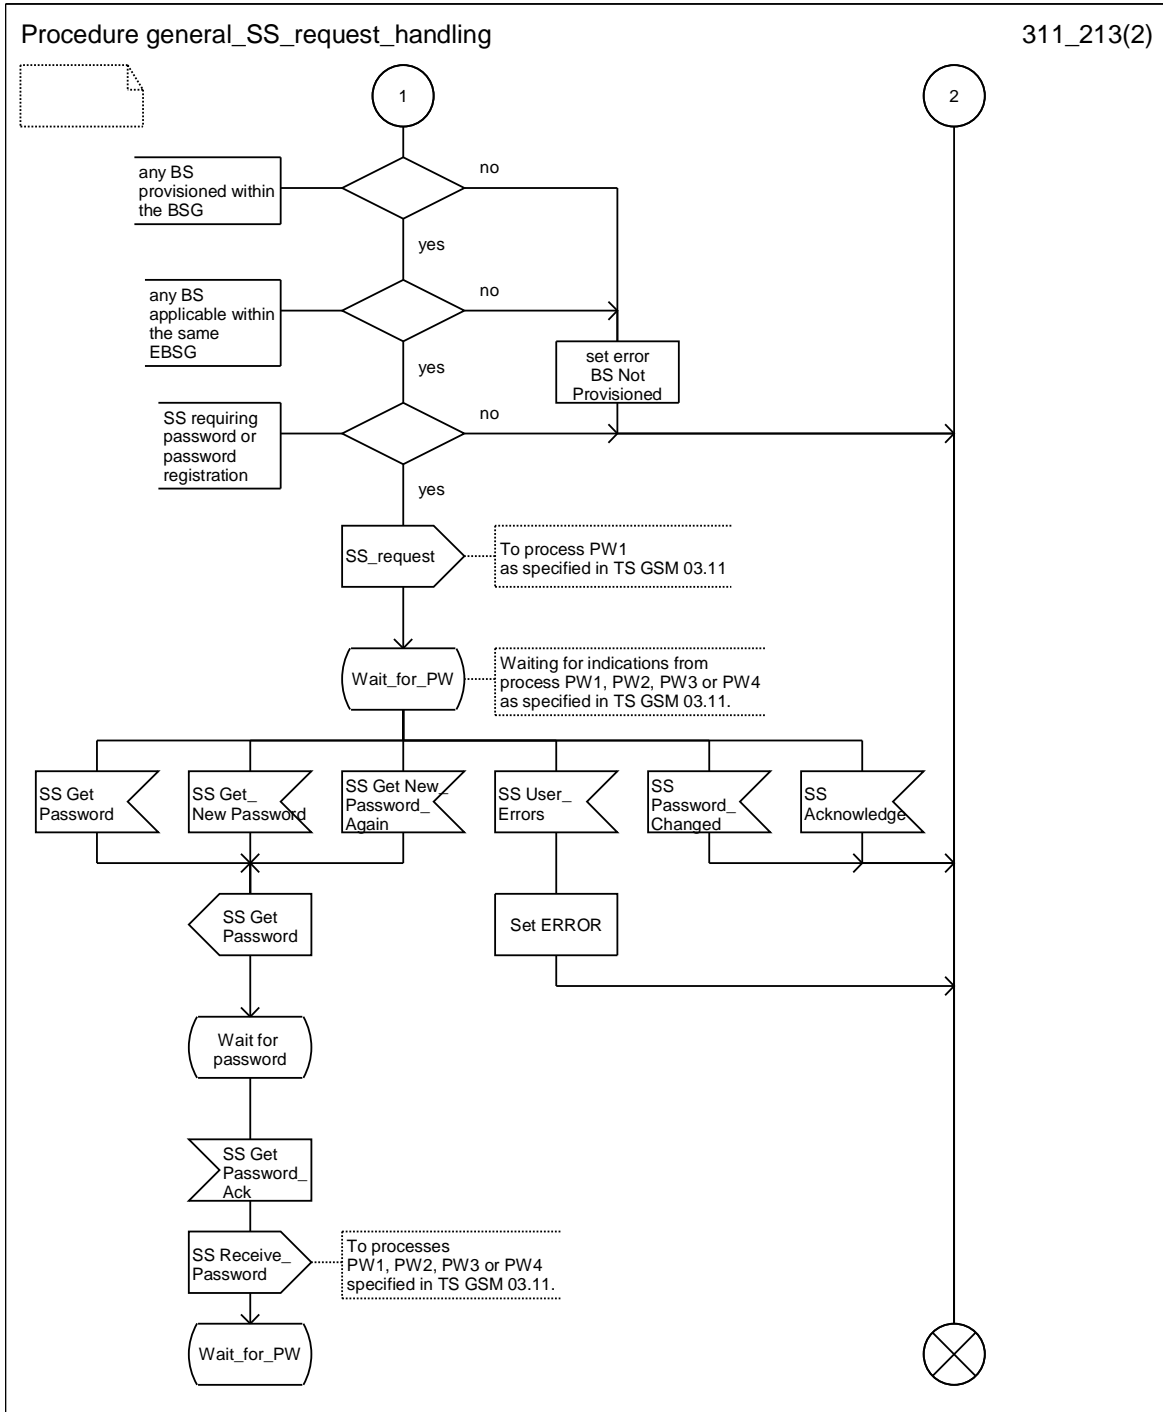 Procedure general_SS_request_handling
311_213(2)
1
2
any BS
provisioned within
the BSG
no
yes
any BS
applicable within
the same
EBSG
no
set error
BS Not
Provisioned
yes
SS requiring
password or
password
registration
no
yes
SS_request
To process PW1
as specified in TS GSM 03.11
Wait_for_PW
Waiting for indications from
process PW1, PW2, PW3 or PW4
as specified in TS GSM 03.11.
SS Get
Password
SS Get_
New Password
SS Get New_
Password_
Again
SS User_
Errors
SS
Password_
Changed
SS
Acknowledge
SS Get
Password
Set ERROR
Wait for
password
SS Get
Password_
Ack
SS Receive_
Password
To processes
PW1, PW2, PW3 or PW4
specified in TS GSM 03.11.
Wait_for_PW